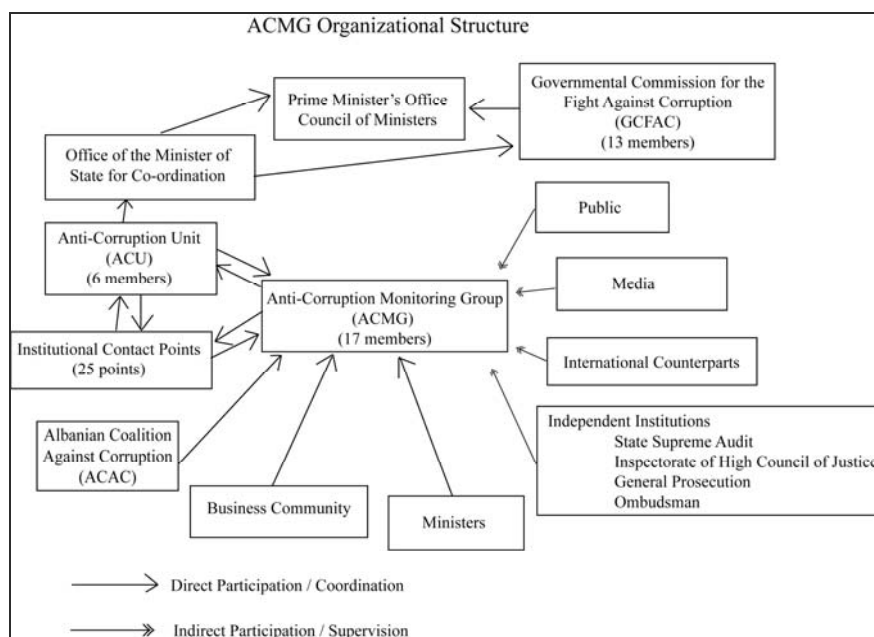 ACMG Organizational Structure
Prime Minister's Office
Council of Ministers
Governmental Commission for the
Fight Against Corruption
(GCFAC)
(13 members)
Office of the Minister of
State for Co-ordination
Public
Anti-Corruption Unit
(ACU)
(6 members)
Media
Anti-Corruption Monitoring Group
(ACMG)
(17 members)
Institutional Contact Points
(25 points)
International Counterparts
Albanian Coalition
Against Corruption
(ACAC)
Independent Institutions
State Supreme Audit
Inspectorate of High Council of Justice
General Prosecution
Ombudsman
Business Community
Ministers
Direct Participation / Coordination
Indirect Participation / Supervision